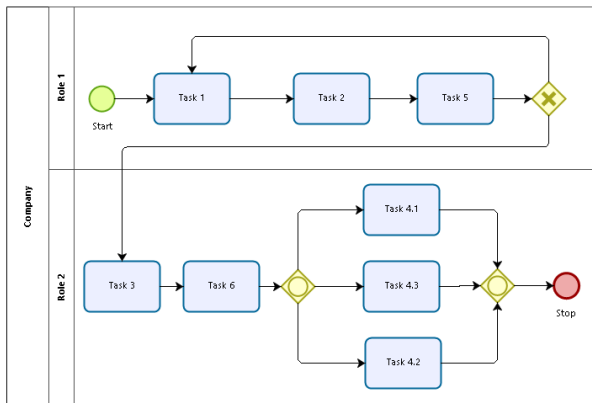 Company
Role 1
Start
Task 1
Task 2
Task 5
Role 2
Task 3
Task 6
Task 4.1
Task 4.3
Task 4.2
Stop